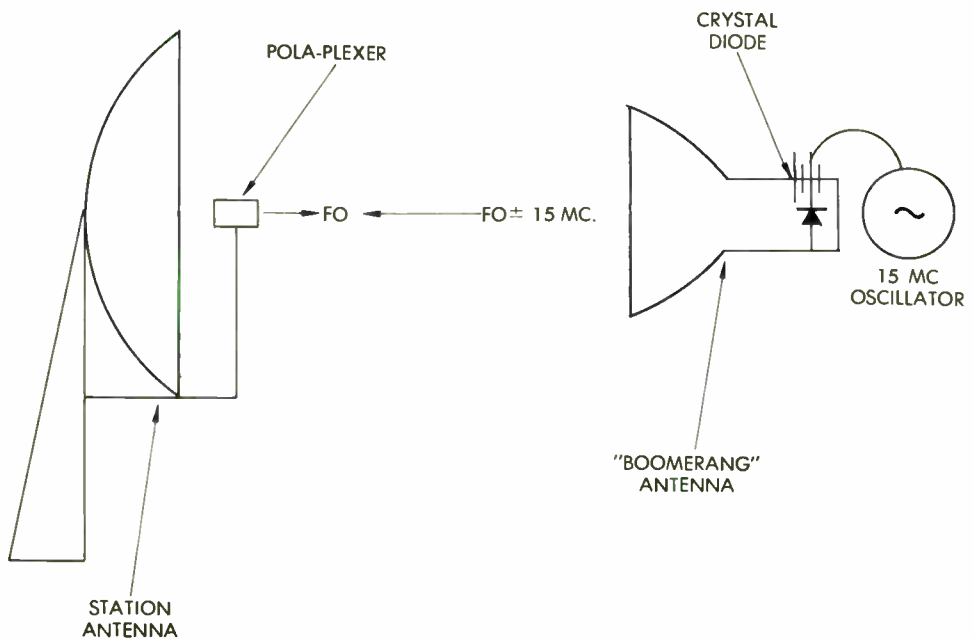 CRYSTAL
DIODE
POLA-PLEXER
FO
FO ± 15 MC.
15 MC
OSCILLATOR
"BOOMERANG"
ANTENNA
STATION
ANTENNA